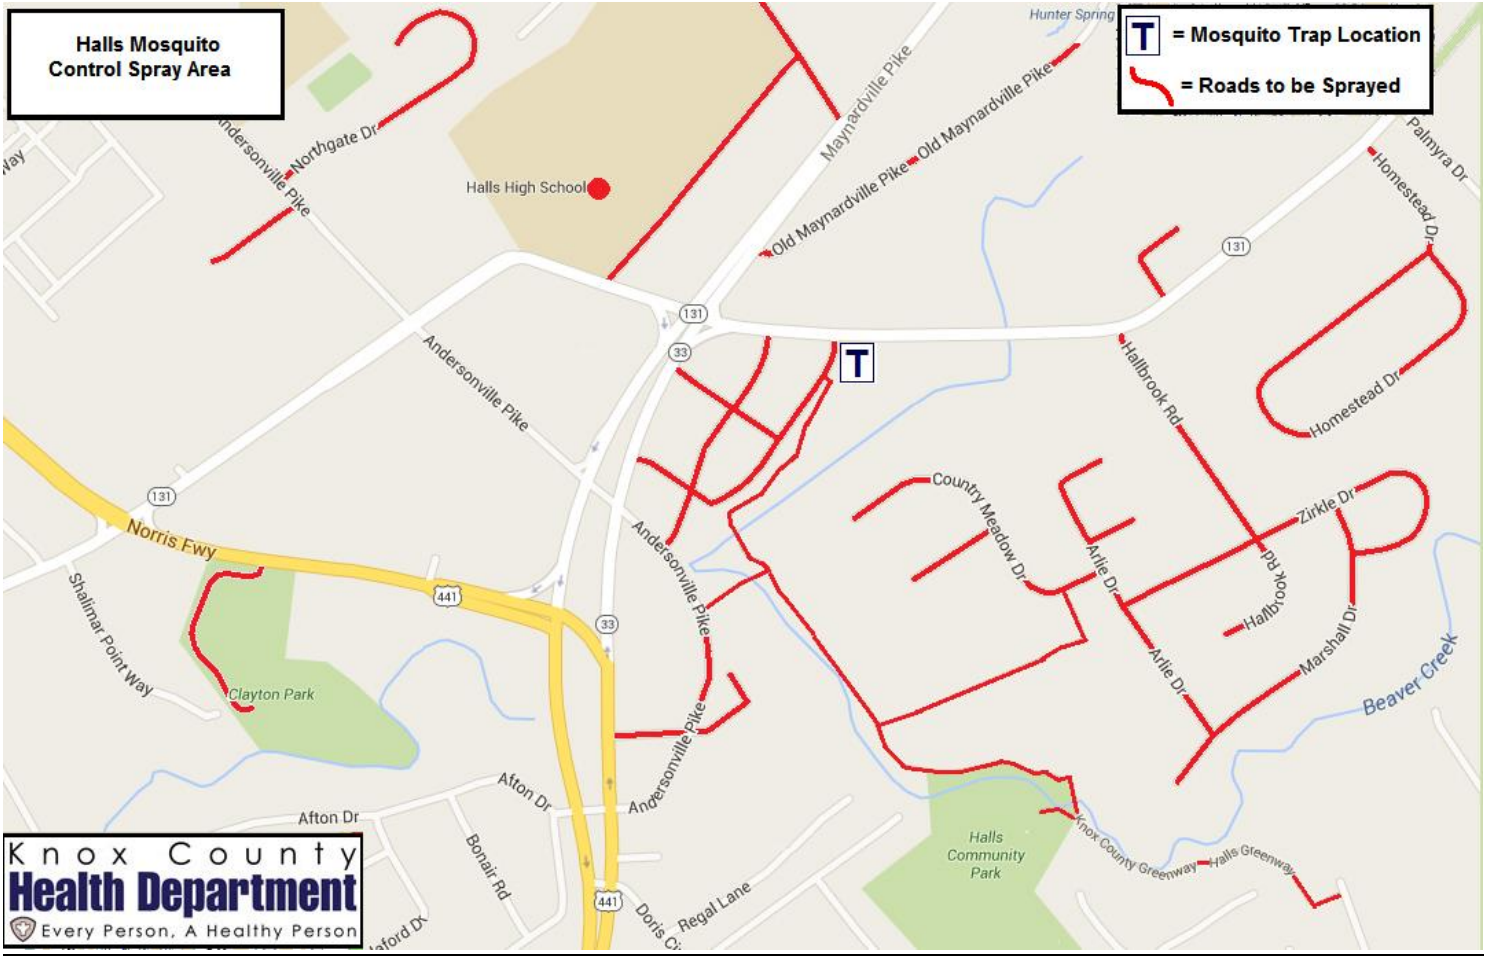 Halls Mosquito
Control Spray Area
T = Mosquito Trap Location
= Roads to be Sprayed
Hunter Spring
Maynardville Pike
Old Maynardville Pike
Old Maynardville Pike
Palmyra Dr
Homestead Dr
Northgate Dr
Andersonville Pike
Way
Halls High School
131
131
33
T
Andersonville Pike
Hallbrook Rd
Homestead Dr
131
Norris Fwy
Country Meadow Dr
Zirkle Dr
Andersonville Pike
Arlie Dr
Hallbrook Rd
441
33
Shalimar Point Way
Marshall Dr
Arlie Dr
Beaver Creek
Clayton Park
Andersonville Pike
Afton Dr
Afton Dr
Bonair Rd
Halls
Community
Park
Knox County Greenway
Halls Greenway
441
Doris Ci
Regal Lane
aford Dr
Knox County
Health Department
Every Person, A Healthy Person